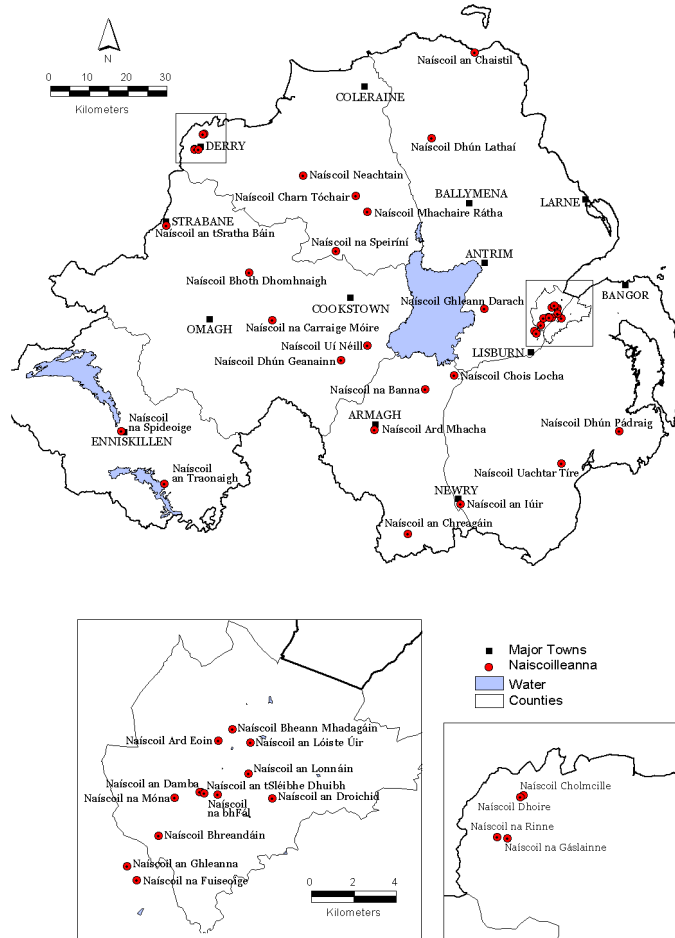 N
0 10 20 30
Kilometers
Naíscoil an Chaistil
COLERAINE
DERRY
Naíscoil Dhún Lathaí
Naíscoil Neachtain
Naíscoil Charn Tóchair
BALLYMENA
LARNE
Naíscoil Mhachaire Rátha
STRABANE
Naíscoil an tSratha Báin
Naíscoil na Speiríní
ANTRIM
Naíscoil Bhoth Dhomhnaigh
BANGOR
COOKSTOWN
Naíscoil Ghleann Darach
OMAGH
Naíscoil na Carraige Móire
Naíscoil Uí Néill
LISBURN
Naíscoil Dhún Geanainn
Naíscoil Chois Locha
Naíscoil na Banna
Naíscoil
na Spideoige
ENNISKILLEN
ARMAGH
Naíscoil Ard Mhacha
Naíscoil Dhún Pádraig
Naíscoil
an Traonaigh
Naíscoil Uachtar Tíre
NEWRY
Naíscoil an Iúir
Naíscoil an Chreagáin
Major Towns
Naiscoilleanna
Water
Counties
Naíscoil Bheann Mhadagáin
Naíscoil Ard Eoin
Naíscoil an Lóiste Úir
Naíscoil an Lonnáin
Naíscoil an Damba
Naíscoil an tSléibhe Dhuibh
Naíscoil na Móna
Naíscoil
na bhFál
Naíscoil an Droichid
Naíscoil Bhreandáin
Naíscoil an Ghleanna
Naíscoil na Fuiseoige
0 2 4
Kilometers
Naíscoil Cholmcille
Naíscoil Dhoire
Naíscoil na Rinne
Naíscoil na Gáslainne